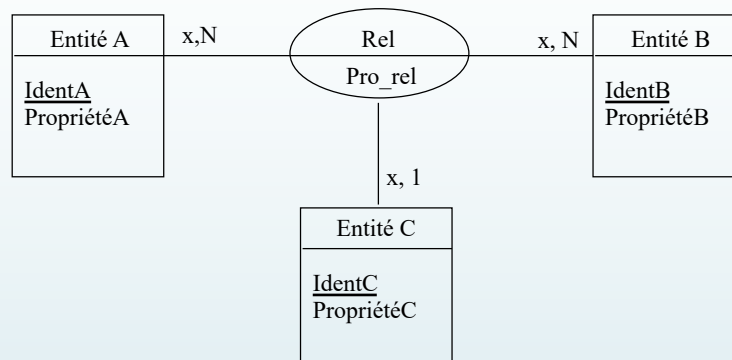 Entité A
x,N
Rel
x, N
Entité B
Pro_rel
IdentA
PropriétéA
IdentB
PropriétéB
x, 1
Entité C
IdentC
PropriétéC